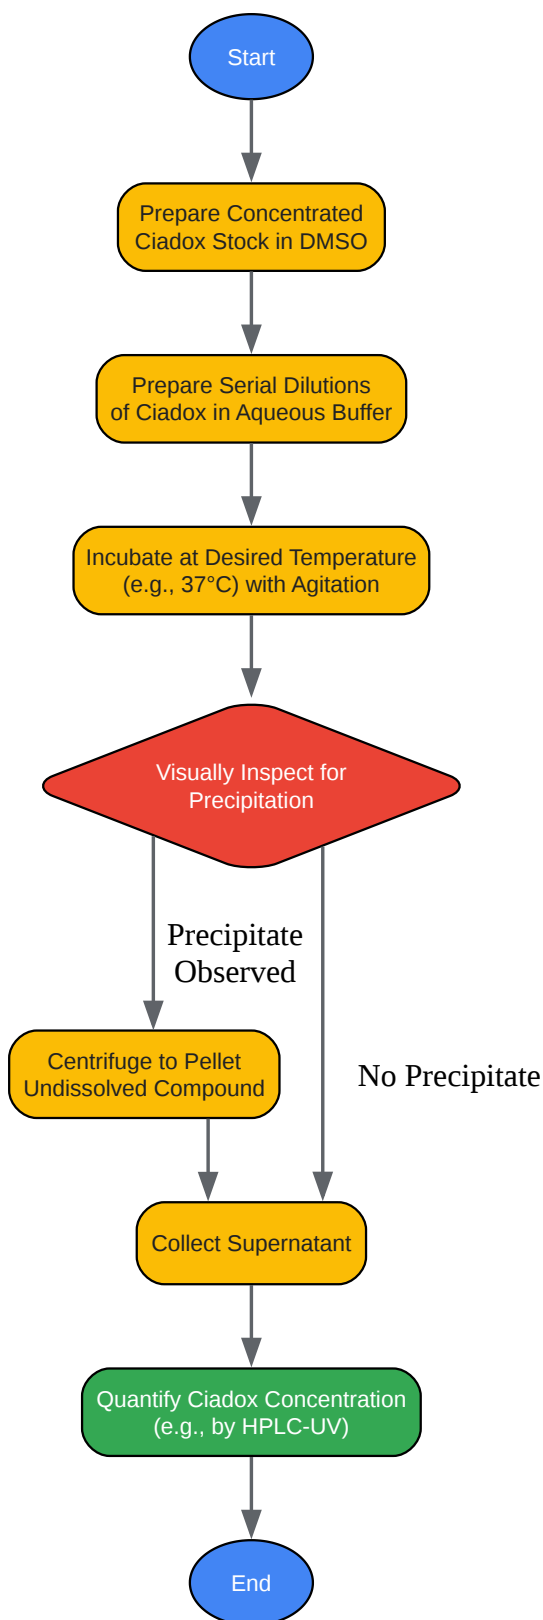 Start
Prepare Concentrated
Ciadox Stock in DMSO
Prepare Serial Dilutions
of Ciadox in Aqueous Buffer
Incubate at Desired Temperature
(e.g., 37°C) with Agitation
Visually Inspect for
Precipitation
Precipitate
Observed
Centrifuge to Pellet
Undissolved Compound
No Precipitate
Collect Supernatant
Quantify Ciadox Concentration
(e.g., by HPLC-UV)
End